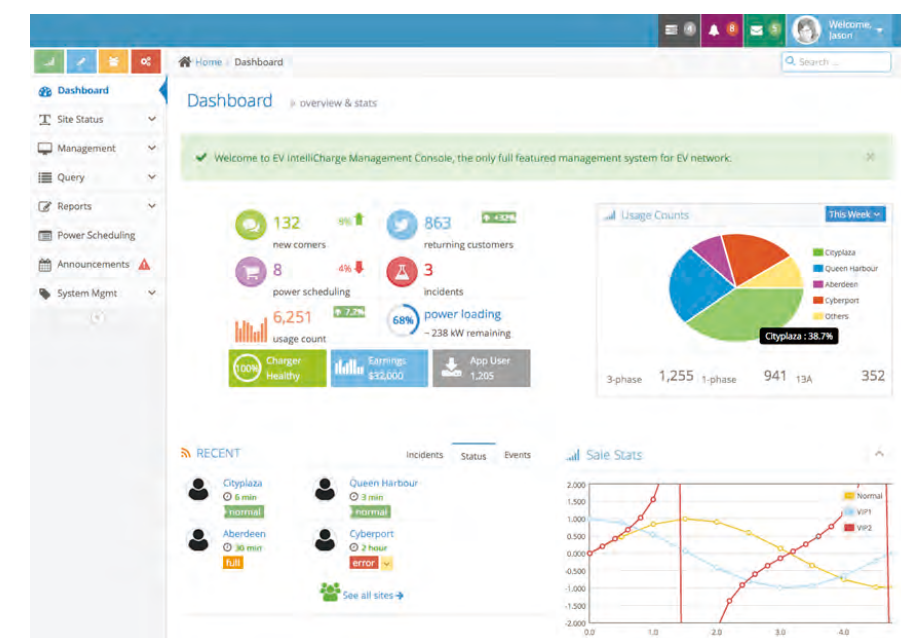 4
8
5
Welcome,
Jason
Home
Dashboard
Search ...
Dashboard
Site Status
Management
Query
Reports
Power Scheduling
Announcements
System Mgmt
Dashboard » overview & stats
Welcome to EV intelliCharge Management Console, the only full featured management system for EV network.
132
new comers
863
returning customers
8
4%
power scheduling
3
incidents
6,251
7.2%
usage count
68%
power loading
~ 238 kW remaining
100%
Charger
Healthy
Earnings
$32,000
App User
1,205
Usage Counts
This Week
Cityplaza
Queen Harbour
Aberdeen
Cyberport
Others
Cityplaza : 38.7%
3-phase 1,255 1-phase 941 13A 352
RECENT
Incidents Status Events
Cityplaza
6 min
normal
Queen Harbour
3 min
normal
Aberdeen
30 min
full
Cyberport
2 hour
error
See all sites
Sale Stats
Normal
VIP1
VIP2
2.000
1.500
1.000
0.500
0.000
-0.500
-1.000
-1.500
-2.000
0.0 1.0 2.0 3.0 4.0